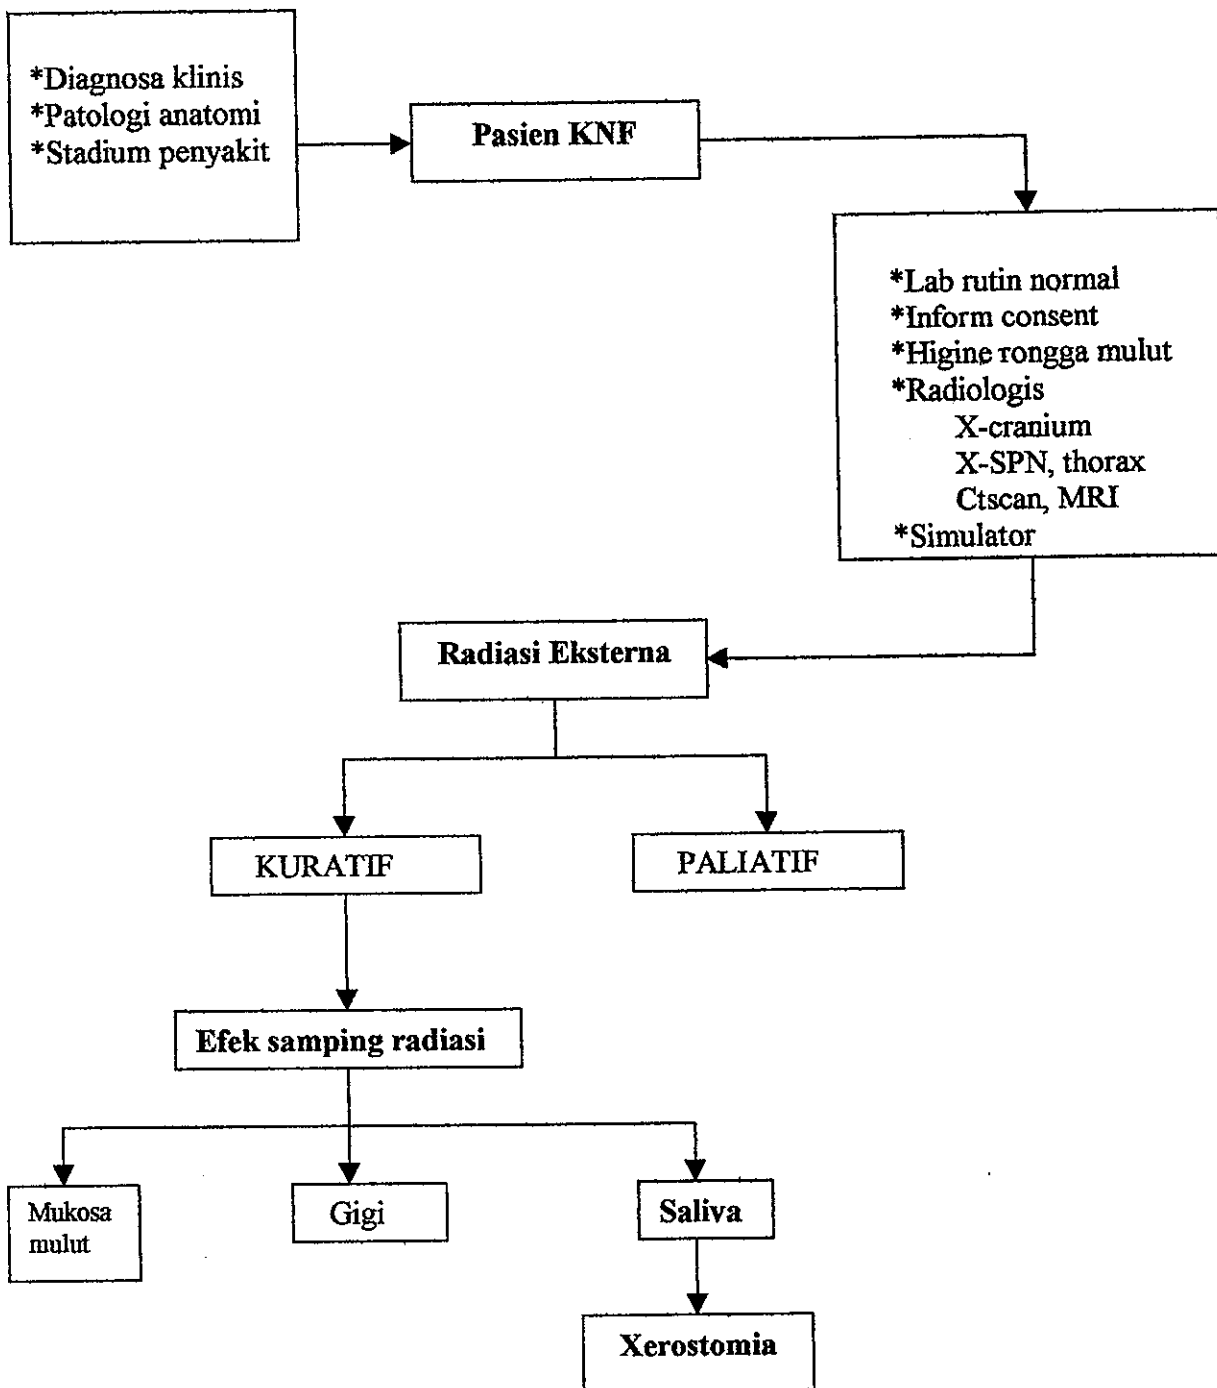 *Diagnosa klinis
*Patologi anatomi
*Stadium penyakit
Pasien KNF
*Lab rutin normal
*Inform consent
*Higine rongga mulut
*Radiologis
X-cranium
X-SPN, thorax
Ctscan, MRI
*Simulator
Radiasi Eksterna
KURATIF
PALIATIF
Efek samping radiasi
Mukosa
mulut
Gigi
Saliva
Xerostomia